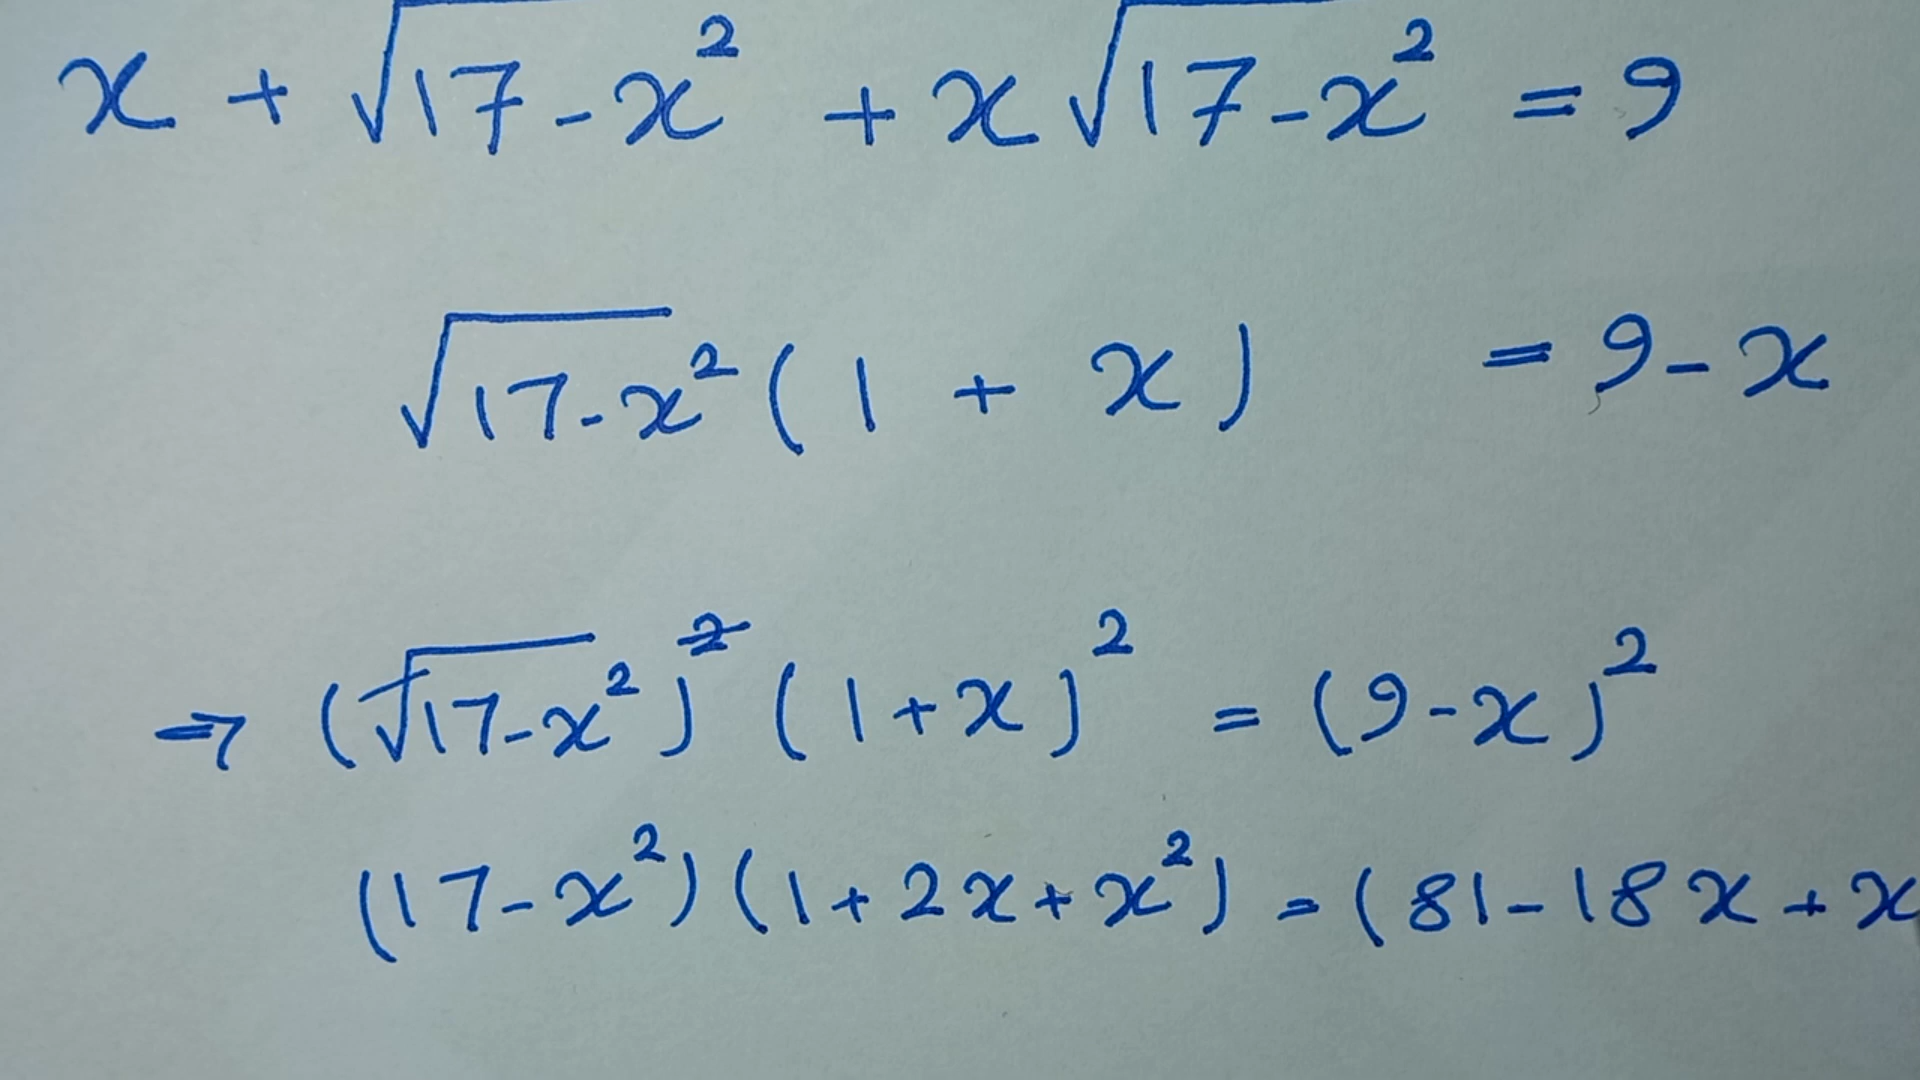 x + √17-x² + x√17-x² = 9
√17-x² (1 + x) = 9-x
⇒ (√17-x²)² (1+x)² = (9-x)²
(17-x²)(1+2x+x²) = (81-18x+x